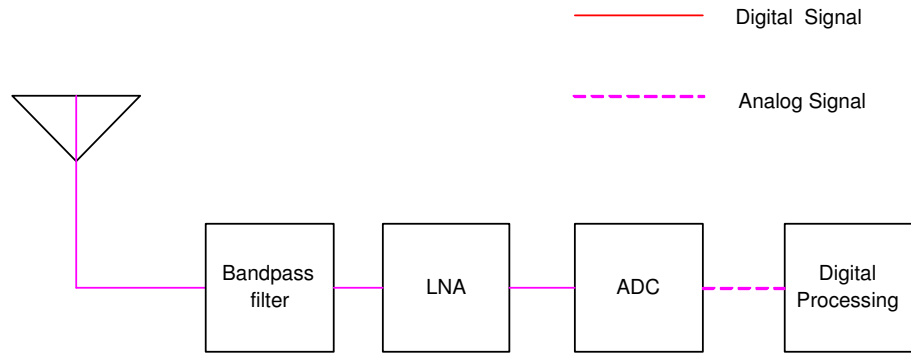 Digital Signal
Analog Signal
Bandpass
filter
LNA
ADC
Digital
Processing